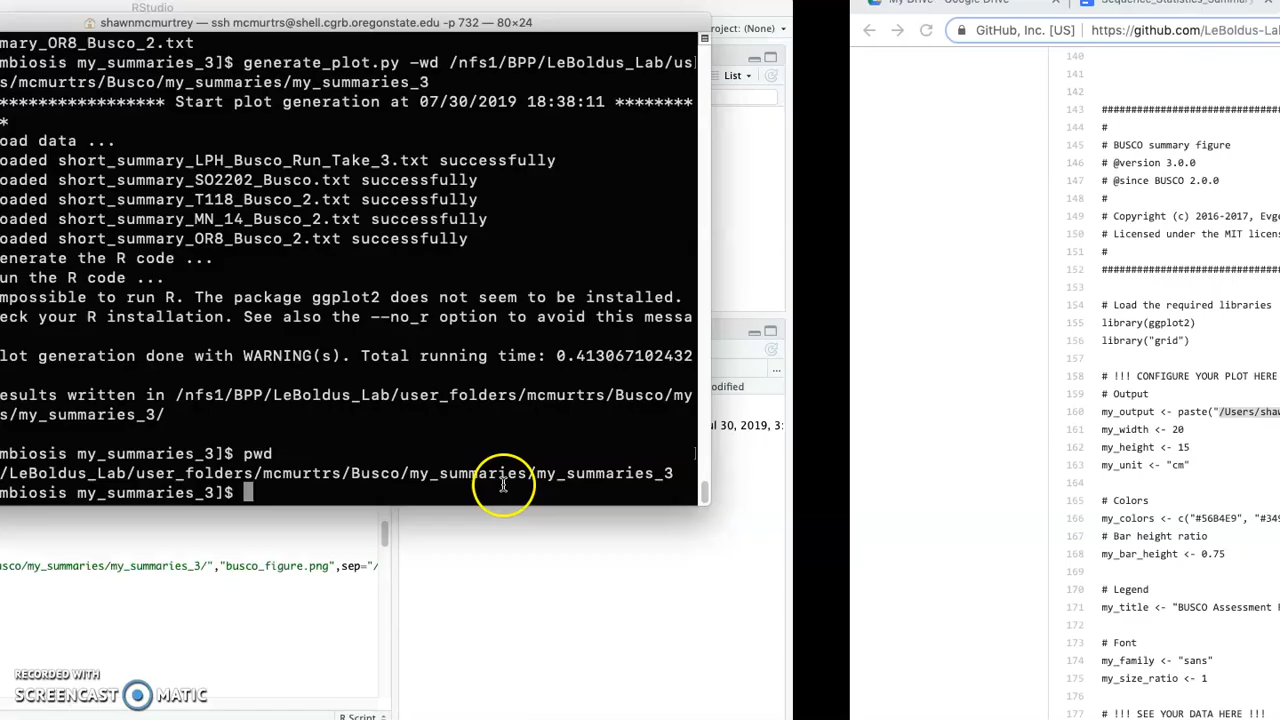 RStudio
shawnmcmurtrey — ssh mcmurtrs@shell.cgrb.oregonstate.edu -p 732 — 80×24
mary_OR8_Busco_2.txt
mbiosis my_summaries_3]$ generate_plot.py -wd /nfs1/BPP/LeBoldus_Lab/us
s/mcmurtrs/Busco/my_summaries/my_summaries_3
***************** Start plot generation at 07/30/2019 18:38:11 ********
*
oad data ...
oaded short_summary_LPH_Busco_Run_Take_3.txt successfully
oaded short_summary_SO2202_Busco.txt successfully
oaded short_summary_T118_Busco_2.txt successfully
oaded short_summary_MN_14_Busco_2.txt successfully
oaded short_summary_OR8_Busco_2.txt successfully
enerate the R code ...
un the R code ...
mpossible to run R. The package ggplot2 does not seem to be installed.
eck your R installation. See also the --no_r option to avoid this messa
lot generation done with WARNING(s). Total running time: 0.413067102432
esults written in /nfs1/BPP/LeBoldus_Lab/user_folders/mcmurtrs/Busco/my
s/my_summaries_3/
mbiosis my_summaries_3]$ pwd
/LeBoldus_Lab/user_folders/mcmurtrs/Busco/my_summaries/my_summaries_3
mbiosis my_summaries_3]$
usco/my_summaries/my_summaries_3/","busco_figure.png",sep="/
RECORDED WITH
SCREENCAST MATIC
R Script
roject: (None)
List
...
odified
ul 30, 2019, 3:
My Drive - Google Drive
Sequence_Statistics_Summar
GitHub, Inc. [US] | https://github.com/LeBoldus-La
140
141
142
143 ##############################
144 #
145 # BUSCO summary figure
146 # @version 3.0.0
147 # @since BUSCO 2.0.0
148 #
149 # Copyright (c) 2016-2017, Evge
150 # Licensed under the MIT licens
151 #
152 ##############################
153
154 # Load the required libraries
155 library(ggplot2)
156 library("grid")
157
158 # !!! CONFIGURE YOUR PLOT HERE
159 # Output
160 my_output <- paste("/Users/shaw
161 my_width <- 20
162 my_height <- 15
163 my_unit <- "cm"
164
165 # Colors
166 my_colors <- c("#56B4E9", "#349
167 # Bar height ratio
168 my_bar_height <- 0.75
169
170 # Legend
171 my_title <- "BUSCO Assessment
172
173 # Font
174 my_family <- "sans"
175 my_size_ratio <- 1
176
177 # !!! SEE YOUR DATA HERE !!!